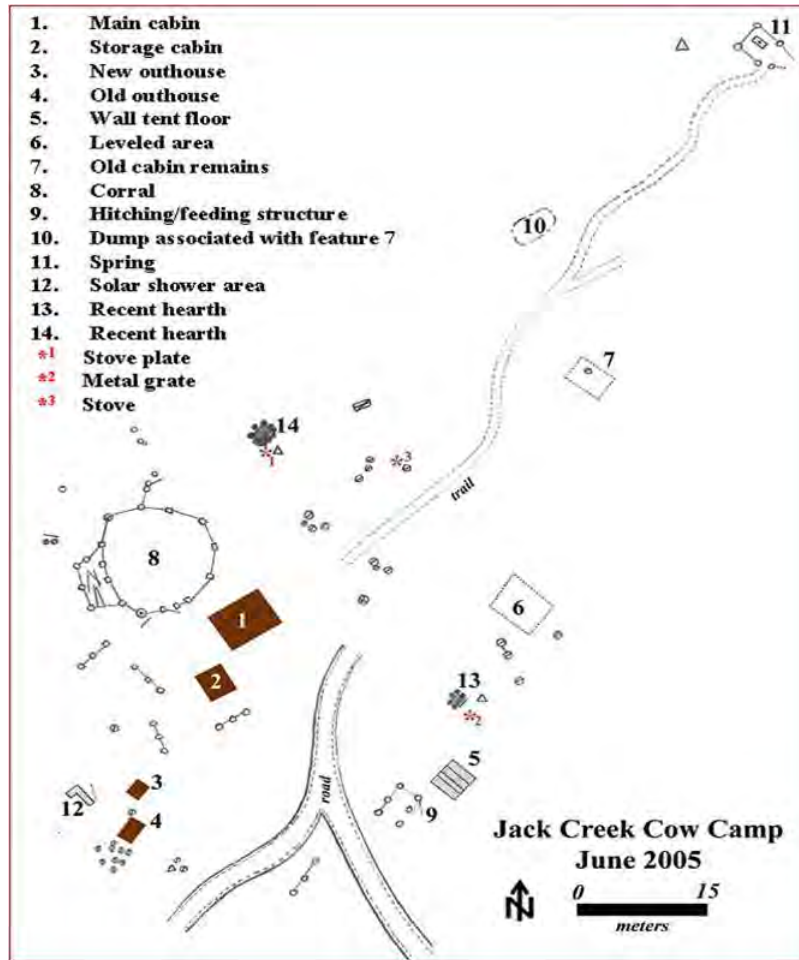 1. Main cabin
2. Storage cabin
3. New outhouse
4. Old outhouse
5. Wall tent floor
6. Leveled area
7. Old cabin remains
8. Corral
9. Hitching/feeding structure
10. Dump associated with feature 7
11. Spring
12. Solar shower area
13. Recent hearth
14. Recent hearth
*1 Stove plate
*2 Metal grate
*3 Stove
11
10
7
14
*1
*3
trail
8
1
6
2
13
*2
5
3
road
12
4
9
Jack Creek Cow Camp
June 2005
N
0 15
meters